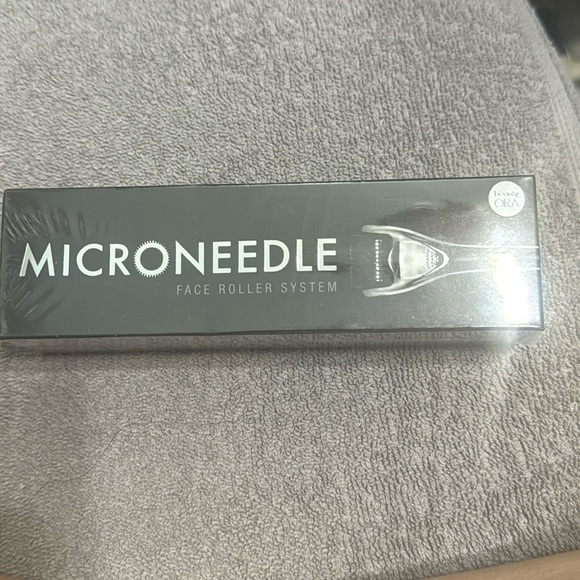 beauty
ORA
MICRONEEDLE
FACE ROLLER SYSTEM